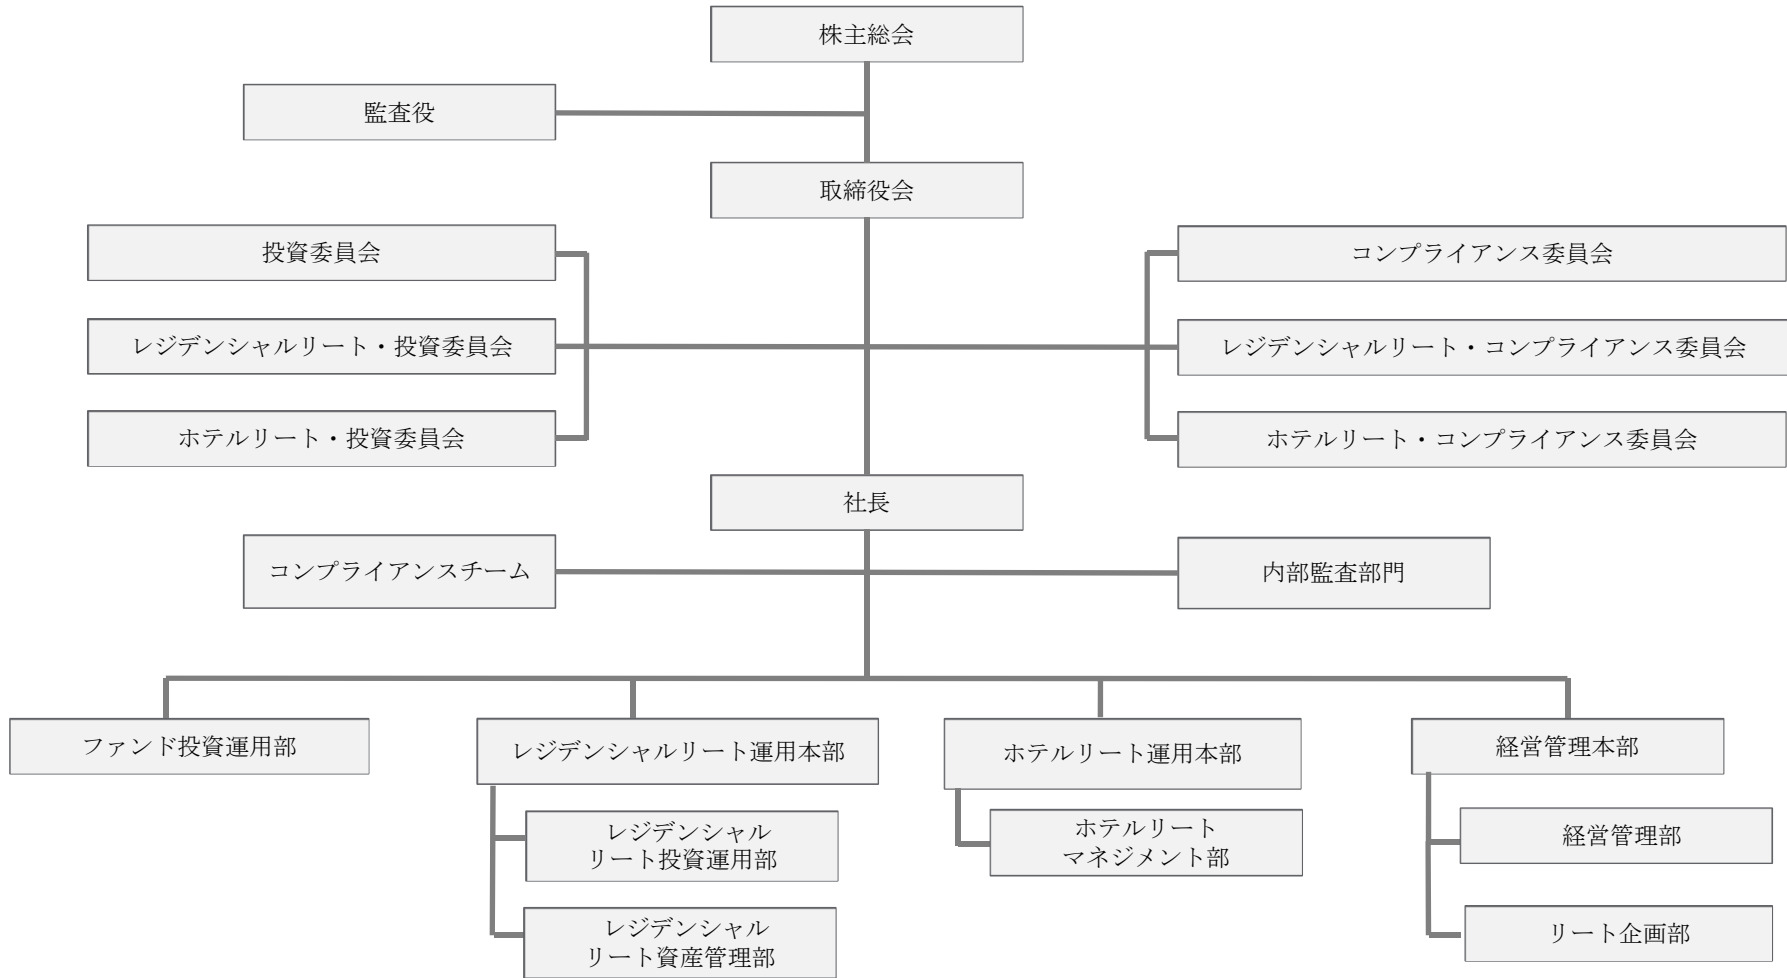 株主総会
監査役
取締役会
投資委員会
コンプライアンス委員会
レジデンシャルリート・投資委員会
レジデンシャルリート・コンプライアンス委員会
ホテルリート・投資委員会
ホテルリート・コンプライアンス委員会
社長
コンプライアンスチーム
内部監査部門
ファンド投資運用部
レジデンシャルリート運用本部
ホテルリート運用本部
経営管理本部
レジデンシャル
リート投資運用部
ホテルリート
マネジメント部
経営管理部
レジデンシャル
リート資産管理部
リート企画部